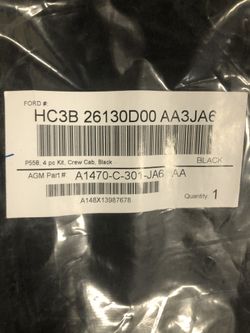 FORD #:
HC3B 26130D00 AA3JA6
P558, 4 pc Kit, Crew Cab, Black
BLACK
AGM Part #: A1470-C-301-JA6 AA
A148X13987678
Quantity: 1